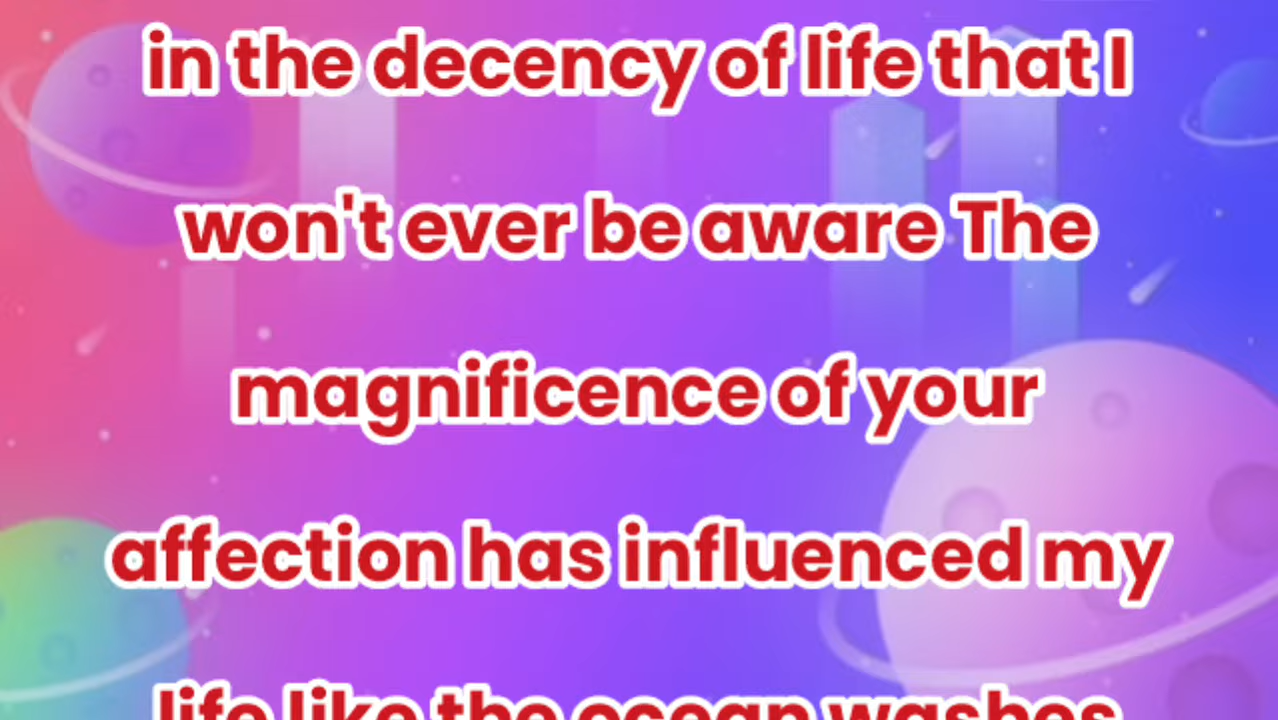 in the decency of life that I
won't ever be aware The
magnificence of your
affection has influenced my
life like the ocean washes